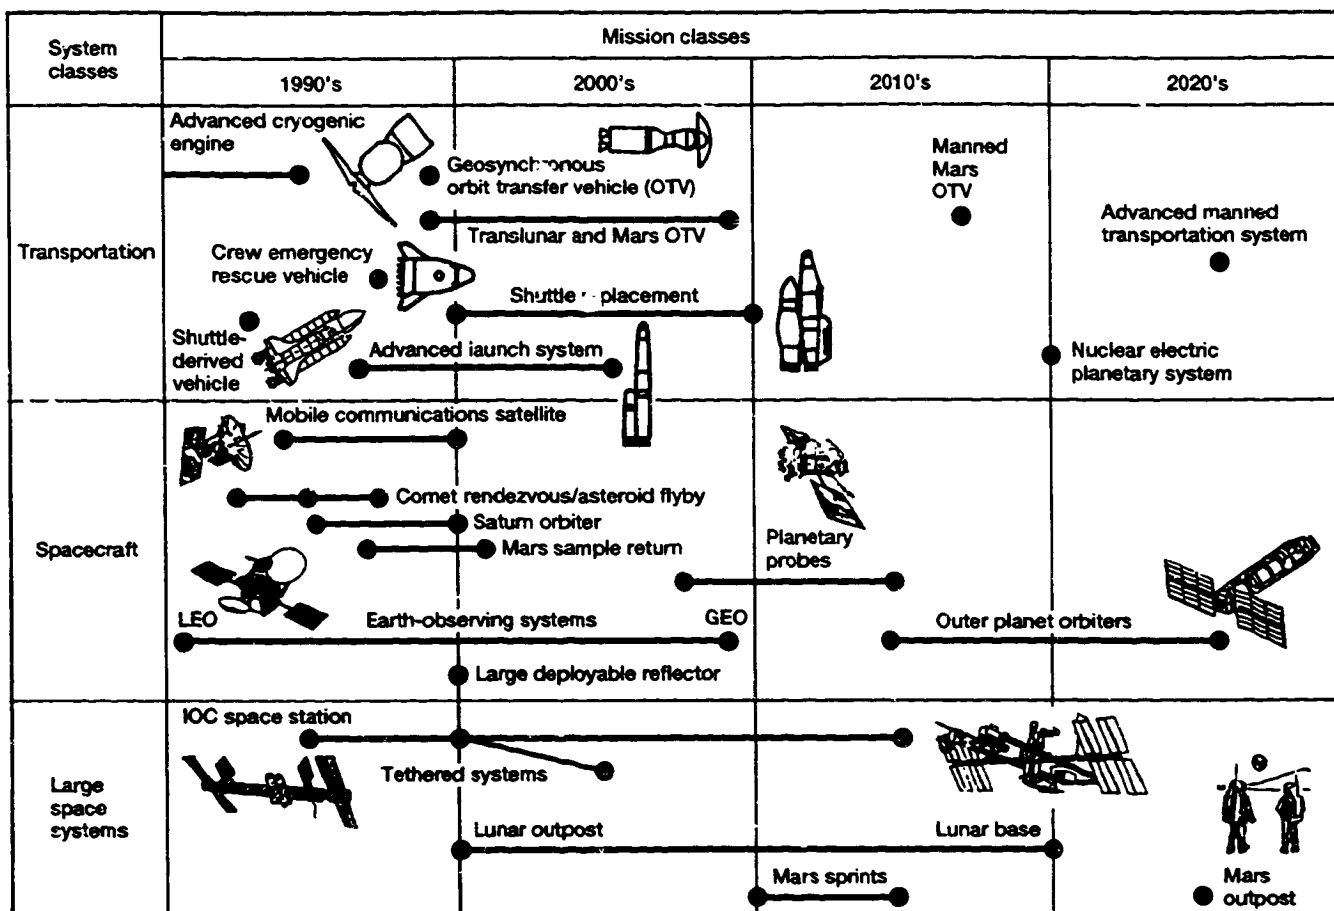 System
classes
Mission classes
1990's
2000's
2010's
2020's
Transportation
Advanced cryogenic
engine
Geosynchronous
orbit transfer vehicle (OTV)
Translunar and Mars OTV
Manned
Mars
OTV
Advanced manned
transportation system
Crew emergency
rescue vehicle
Shuttle placement
Shuttle-
derived
vehicle
Advanced launch system
Nuclear electric
planetary system
Spacecraft
Mobile communications satellite
Comet rendezvous/asteroid flyby
Saturn orbiter
Mars sample return
Planetary
probes
LEO
Earth-observing systems
GEO
Outer planet orbiters
Large deployable reflector
Large
space
systems
IOC space station
Tethered systems
Lunar outpost
Lunar base
Mars sprints
Mars
outpost